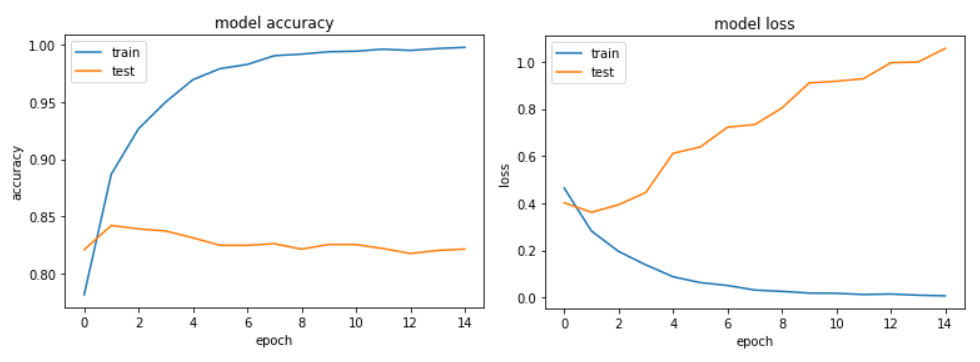 model accuracy
train
test
1.00
0.95
0.90
0.85
0.80
accuracy
0 2 4 6 8 10 12 14
epoch
model loss
train
test
1.0
0.8
0.6
0.4
0.2
0.0
loss
0 2 4 6 8 10 12 14
epoch